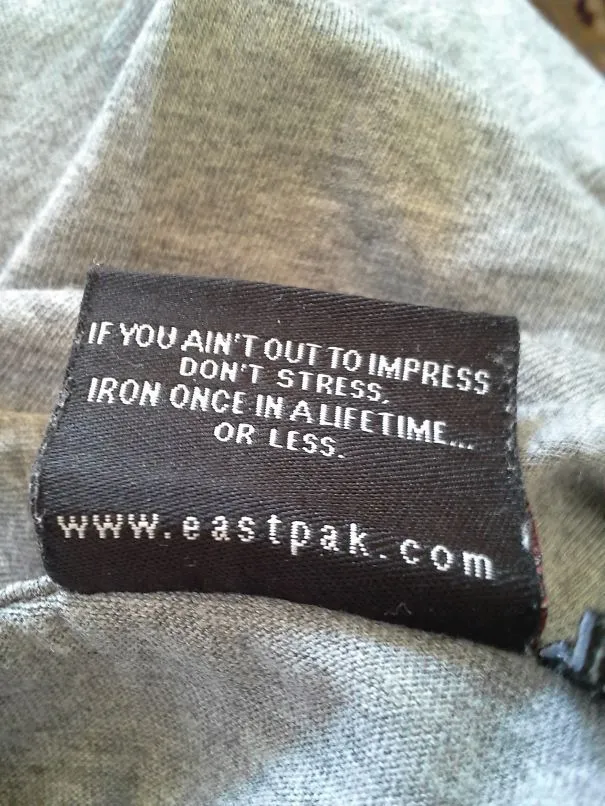 IF YOU AIN'T OUT TO IMPRESS
DON'T STRESS,
IRON ONCE IN A LIFETIME...
OR LESS.
www.eastpak.com